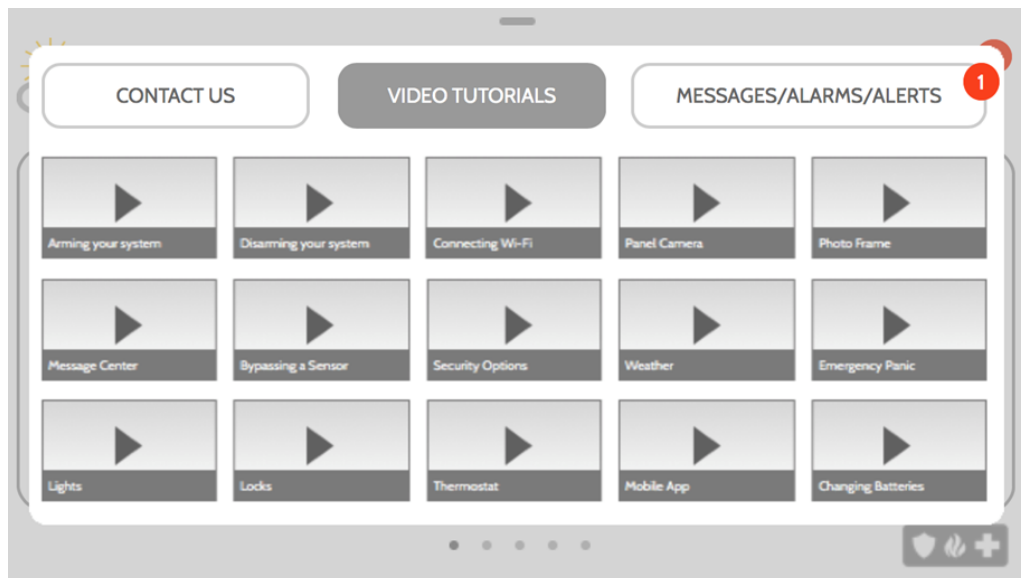 CONTACT US
VIDEO TUTORIALS
MESSAGES/ALARMS/ALERTS
1
Arming your system
Disarming your system
Connecting Wi-Fi
Panel Camera
Photo Frame
Message Center
Bypassing a Sensor
Security Options
Weather
Emergency Panic
Lights
Locks
Thermostat
Mobile App
Changing Batteries